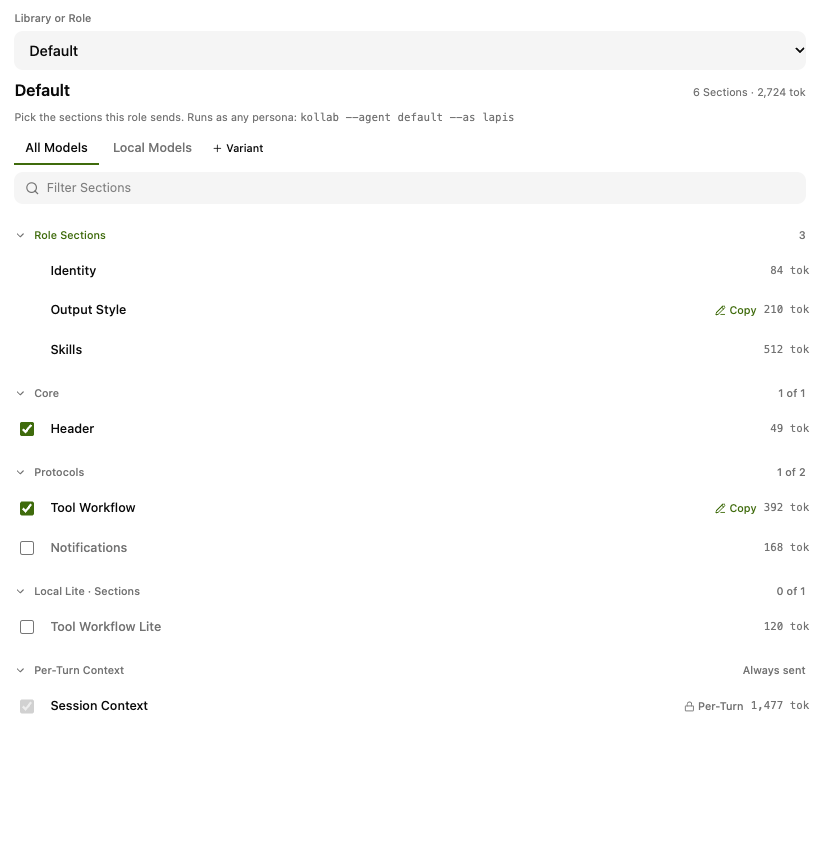 Library or Role
Default
Default
6 Sections · 2,724 tok
Pick the sections this role sends. Runs as any persona: kollab --agent default --as lapis
All Models
Local Models
+ Variant
Filter Sections
Role Sections
3
Identity
84 tok
Output Style
Copy
210 tok
Skills
512 tok
Core
1 of 1
Header
49 tok
Protocols
1 of 2
Tool Workflow
Copy
392 tok
Notifications
168 tok
Local Lite · Sections
0 of 1
Tool Workflow Lite
120 tok
Per-Turn Context
Always sent
Session Context
Per-Turn
1,477 tok